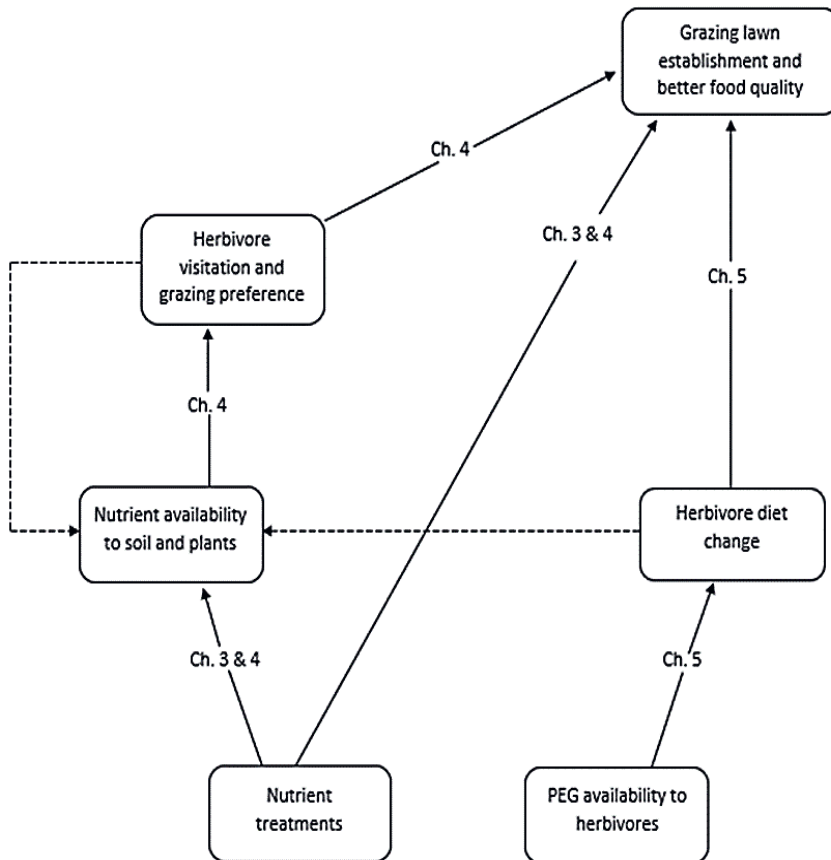 Grazing lawn
establishment and
better food quality
Ch. 4
Ch. 3 & 4
Herbivore
visitation and
grazing preference
Ch. 5
Ch. 4
Nutrient availability
to soil and plants
Herbivore diet
change
Ch. 3 & 4
Ch. 5
Nutrient
treatments
PEG availability to
herbivores